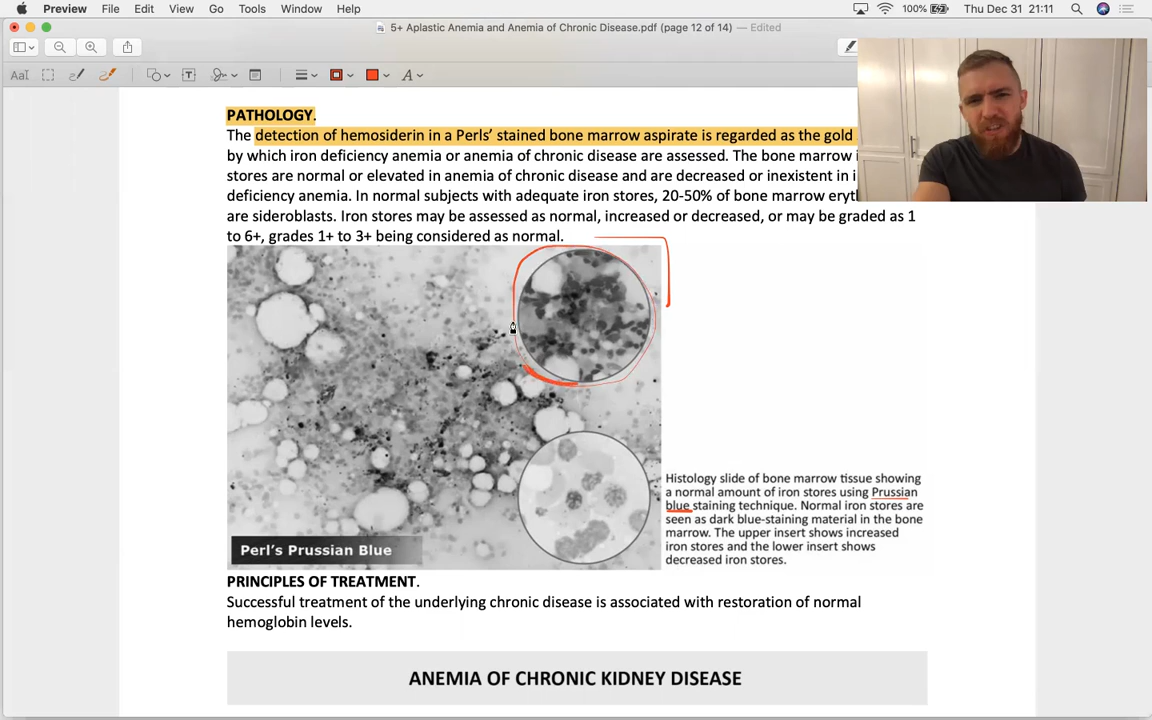 Preview File Edit View Go Tools Window Help 100% Thu Dec 31 21:11
5+ Aplastic Anemia and Anemia of Chronic Disease.pdf (page 12 of 14) — Edited
AaI T A
PATHOLOGY.
The detection of hemosiderin in a Perls’ stained bone marrow aspirate is regarded as the gold
by which iron deficiency anemia or anemia of chronic disease are assessed. The bone marrow i
stores are normal or elevated in anemia of chronic disease and are decreased or inexistent in i
deficiency anemia. In normal subjects with adequate iron stores, 20-50% of bone marrow eryt
are sideroblasts. Iron stores may be assessed as normal, increased or decreased, or may be graded as 1
to 6+, grades 1+ to 3+ being considered as normal.
Histology slide of bone marrow tissue showing
a normal amount of iron stores using Prussian
blue staining technique. Normal iron stores are
seen as dark blue-staining material in the bone
marrow. The upper insert shows increased
iron stores and the lower insert shows
decreased iron stores.
Perl’s Prussian Blue
PRINCIPLES OF TREATMENT.
Successful treatment of the underlying chronic disease is associated with restoration of normal
hemoglobin levels.
ANEMIA OF CHRONIC KIDNEY DISEASE